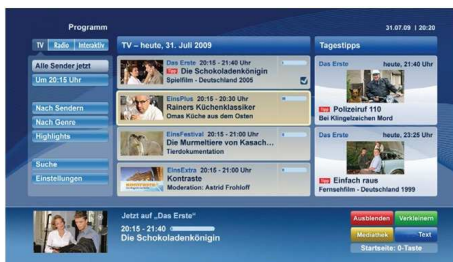 Programm
31.07.09 | 20:20
TV Radio Interaktiv
Alle Sender jetzt
Um 20:15 Uhr
Nach Sendern
Nach Genre
Highlights
Suche
Einstellungen
TV – heute, 31. Juli 2009
Das Erste 20:15 - 21:40 Uhr
Tipp Die Schokoladenkönigin
Spielfilm - Deutschland 2005
EinsPlus 20:15 - 20:30 Uhr
Rainers Küchenklassiker
Omas Küche aus dem Osten
EinsFestival 20:15 - 21:00 Uhr
Die Murmeltiere von Kasach...
Tierdokumentation
EinsExtra 20:15 - 21:00 Uhr
Kontraste
Moderation: Astrid Frohloff
Tagestipps
Das Erste heute, 21:40 Uhr
Tipp Polizeiruf 110
Bei Klingelzeichen Mord
Das Erste heute, 23:25 Uhr
Tipp Einfach raus
Fernsehfilm - Deutschland 1999
Jetzt auf „Das Erste“
20:15 - 21:40
Die Schokoladenkönigin
Ausblenden Verkleinern
Mediathek Text
Startseite: 0-Taste